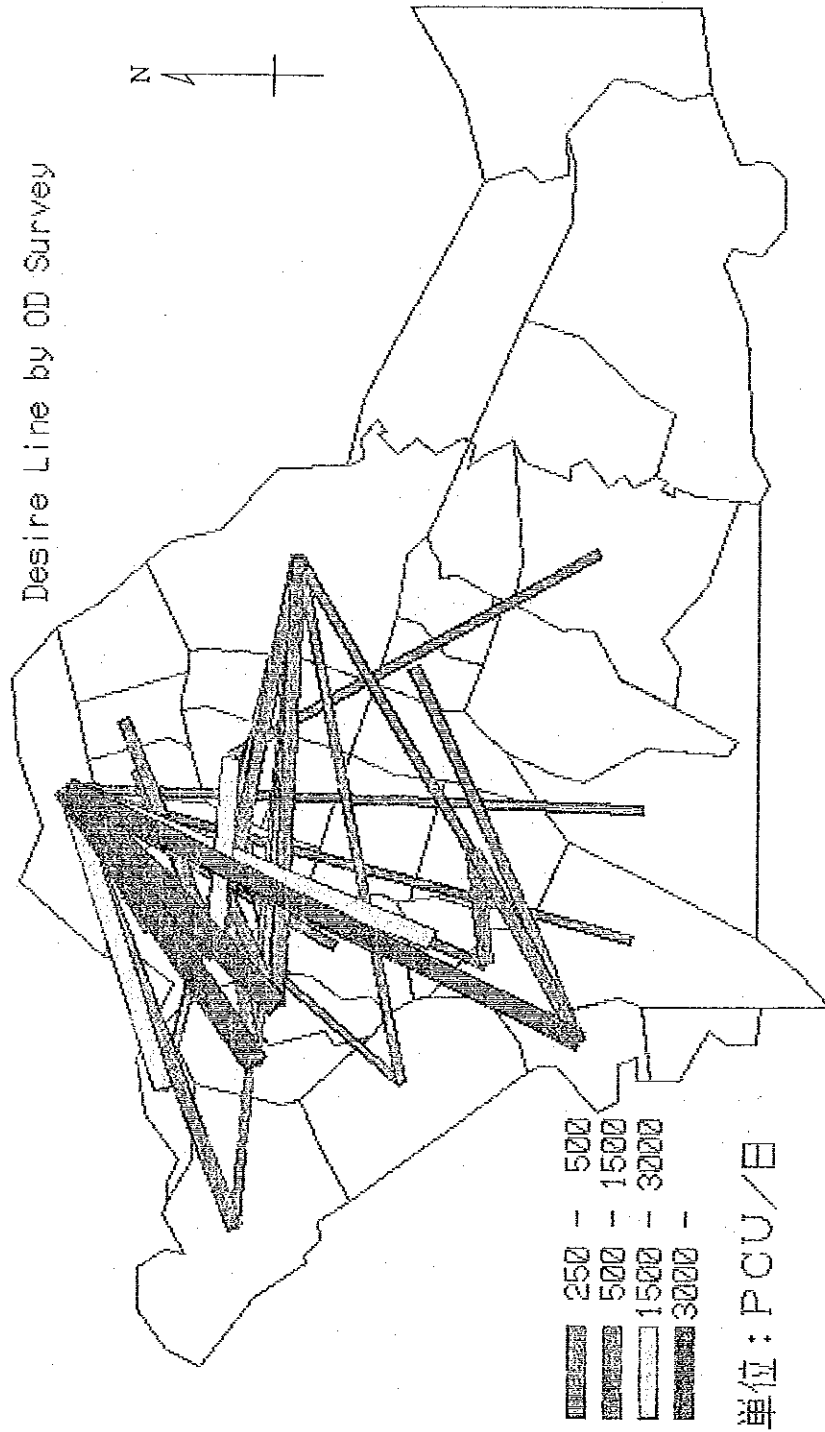 Desire Line by OD Survey
N
250 - 500
500 - 1500
1500 - 3000
3000 -
単位:PCU/日